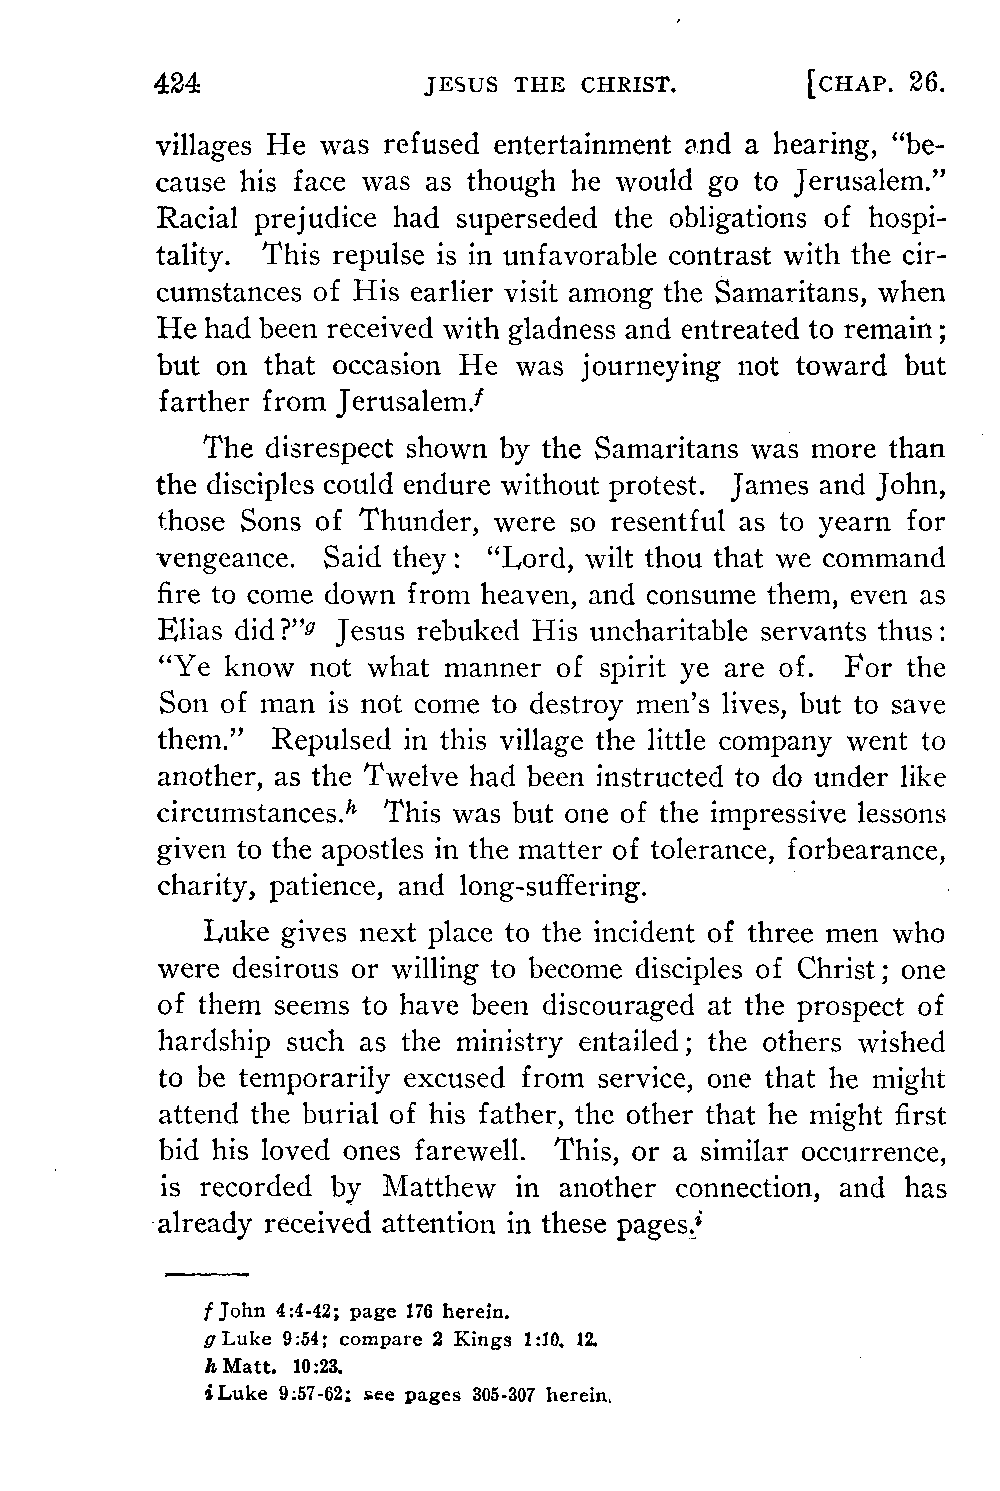 424 JESUS THE CHRIST. [CHAP. 26.
villages He was refused entertainment and a hearing, “be-
cause his face was as though he would go to Jerusalem.”
Racial prejudice had superseded the obligations of hospi-
tality. This repulse is in unfavorable contrast with the cir-
cumstances of His earlier visit among the Samaritans, when
He had been received with gladness and entreated to remain;
but on that occasion He was journeying not toward but
farther from Jerusalem.f
The disrespect shown by the Samaritans was more than
the disciples could endure without protest. James and John,
those Sons of Thunder, were so resentful as to yearn for
vengeance. Said they: “Lord, wilt thou that we command
fire to come down from heaven, and consume them, even as
Elias did?”g Jesus rebuked His uncharitable servants thus:
“Ye know not what manner of spirit ye are of. For the
Son of man is not come to destroy men's lives, but to save
them.” Repulsed in this village the little company went to
another, as the Twelve had been instructed to do under like
circumstances.h This was but one of the impressive lessons
given to the apostles in the matter of tolerance, forbearance,
charity, patience, and long-suffering.
Luke gives next place to the incident of three men who
were desirous or willing to become disciples of Christ; one
of them seems to have been discouraged at the prospect of
hardship such as the ministry entailed; the others wished
to be temporarily excused from service, one that he might
attend the burial of his father, the other that he might first
bid his loved ones farewell. This, or a similar occurrence,
is recorded by Matthew in another connection, and has
already received attention in these pages.i
f John 4:4-42; page 176 herein.
g Luke 9:54; compare 2 Kings 1:10, 12.
h Matt. 10:23.
i Luke 9:57-62; see pages 305-307 herein.